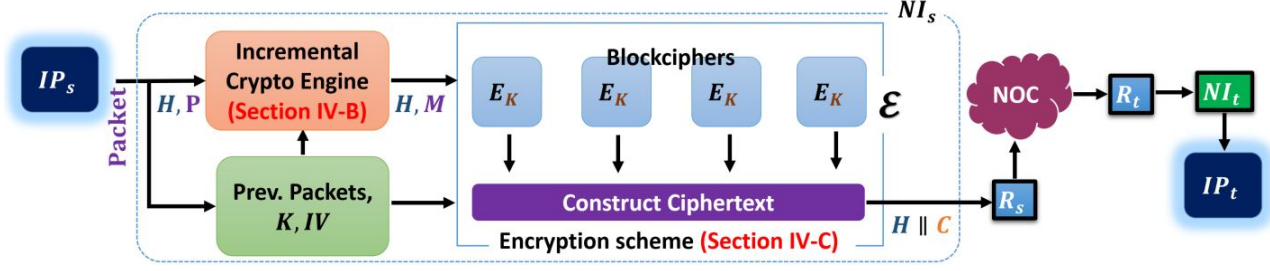 NI_s
IP_s
Packet
H, P
Incremental
Crypto Engine
(Section IV-B)
H, M
Prev. Packets,
K, IV
Blockciphers
E_K E_K E_K E_K
ℰ
Construct Ciphertext
Encryption scheme (Section IV-C)
H ∥ C
R_s
NOC
R_t
NI_t
IP_t